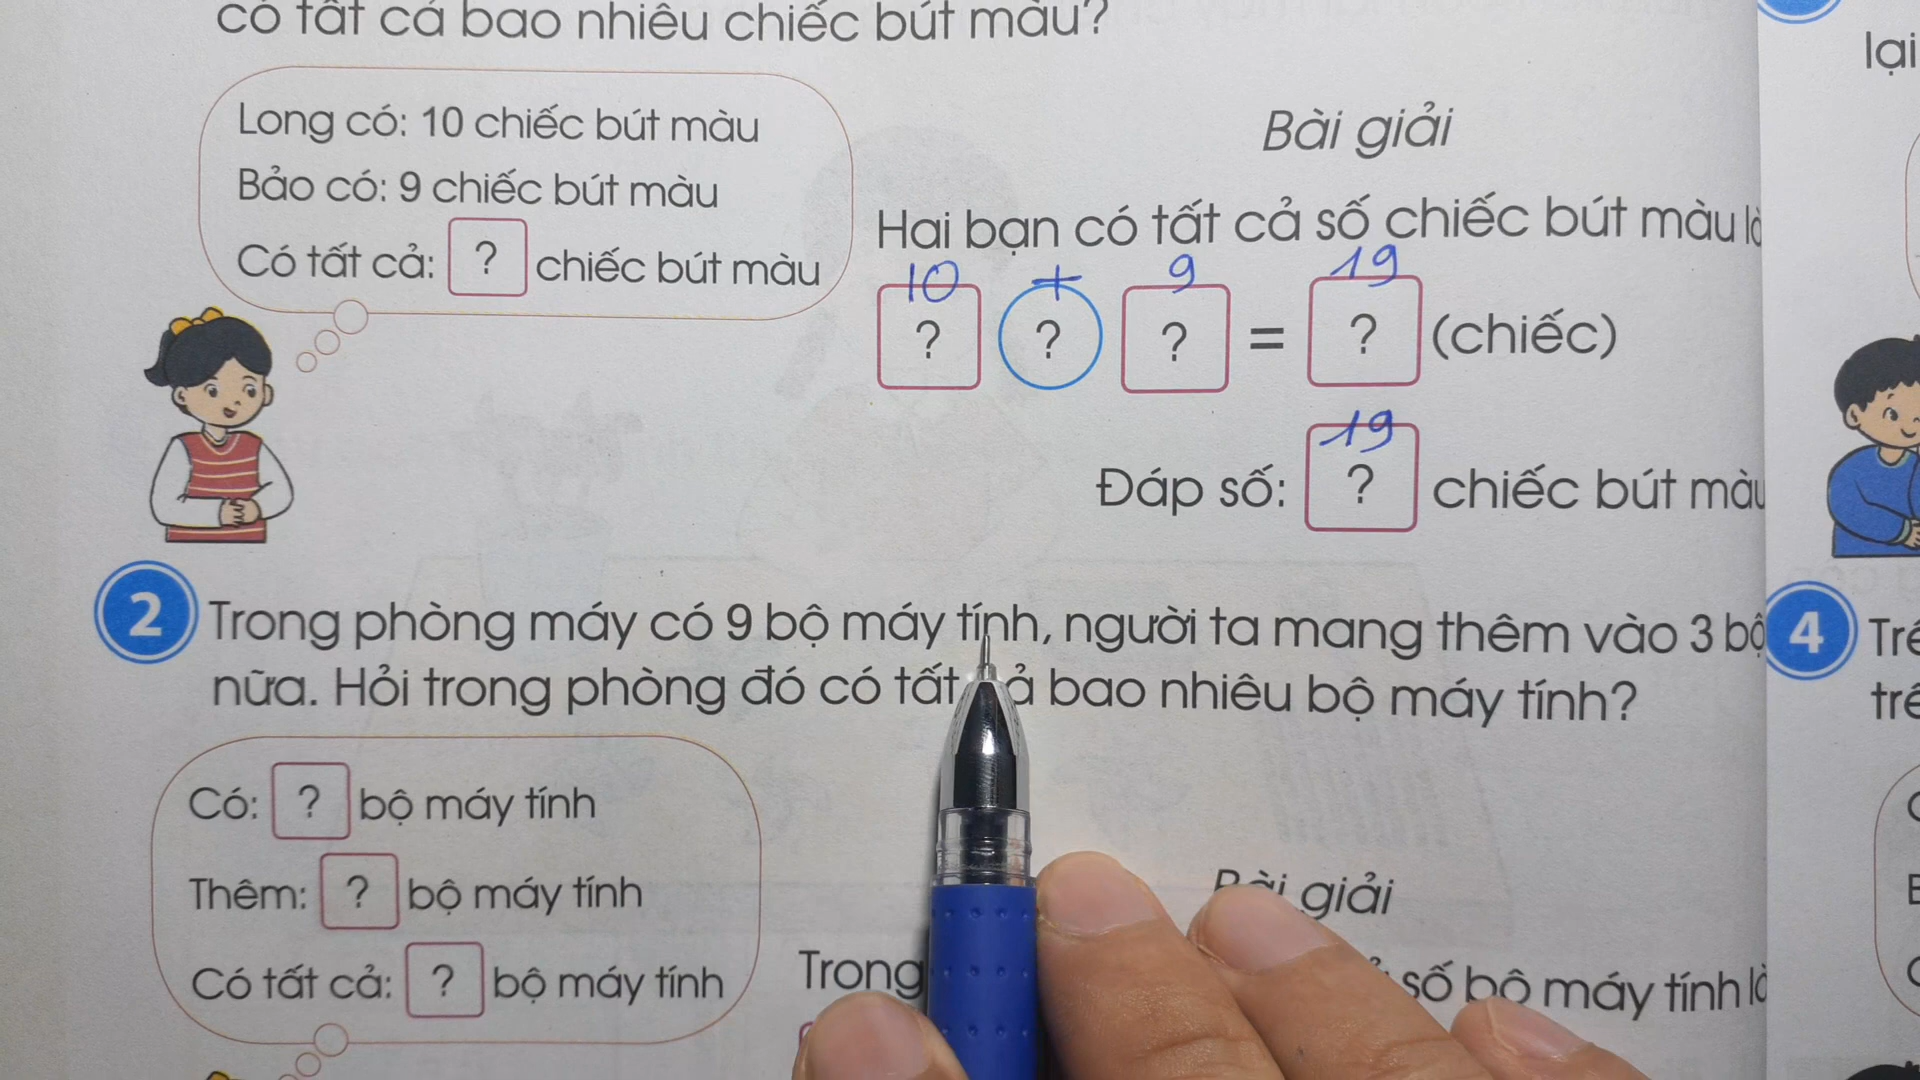 có tất cả bao nhiêu chiếc bút màu?
Long có: 10 chiếc bút màu
Bảo có: 9 chiếc bút màu
Có tất cả: ? chiếc bút màu
Bài giải
Hai bạn có tất cả số chiếc bút màu
10 + 9 19
? ? ? = ? (chiếc)
19
Đáp số: ? chiếc bút màu
2 Trong phòng máy có 9 bộ máy tính, người ta mang thêm vào 3 bộ
nữa. Hỏi trong phòng đó có tất cả bao nhiêu bộ máy tính?
Có: ? bộ máy tính
Thêm: ? bộ máy tính
Có tất cả: ? bộ máy tính
Bài giải
Trong số bộ máy tính
lại
4